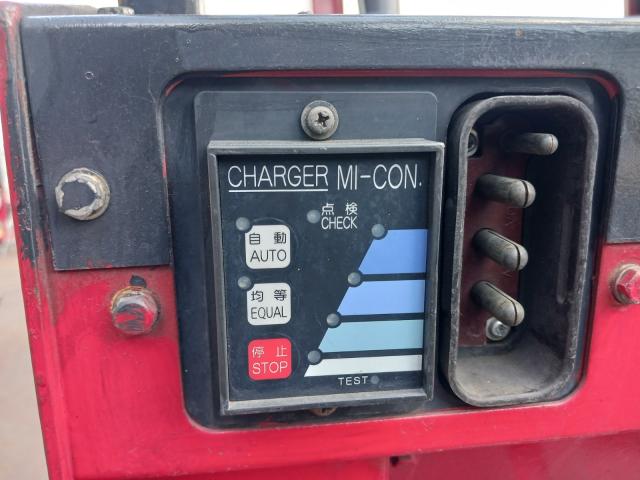 CHARGER MI-CON.
点検
CHECK
自動
AUTO
均等
EQUAL
停止
STOP
TEST